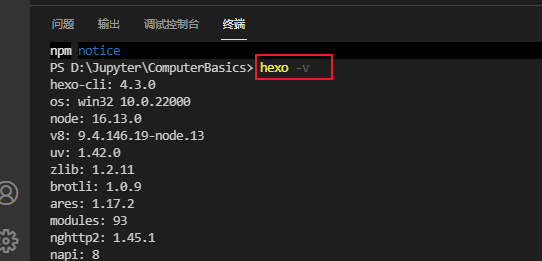 问题 输出 调试控制台 终端
npm notice
PS D:\Jupyter\ComputerBasics> hexo -v
hexo-cli: 4.3.0
os: win32 10.0.22000
node: 16.13.0
v8: 9.4.146.19-node.13
uv: 1.42.0
zlib: 1.2.11
brotli: 1.0.9
ares: 1.17.2
modules: 93
nghttp2: 1.45.1
napi: 8